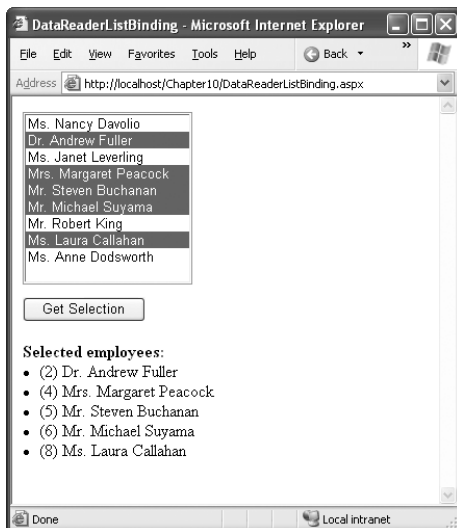 DataReaderListBinding - Microsoft Internet Explorer
File Edit View Favorites Tools Help Back »
Address http://localhost/Chapter10/DataReaderListBinding.aspx
Ms. Nancy Davolio
Dr. Andrew Fuller
Ms. Janet Leverling
Mrs. Margaret Peacock
Mr. Steven Buchanan
Mr. Michael Suyama
Mr. Robert King
Ms. Laura Callahan
Ms. Anne Dodsworth
Get Selection
Selected employees:
• (2) Dr. Andrew Fuller
• (4) Mrs. Margaret Peacock
• (5) Mr. Steven Buchanan
• (6) Mr. Michael Suyama
• (8) Ms. Laura Callahan
Done Local intranet